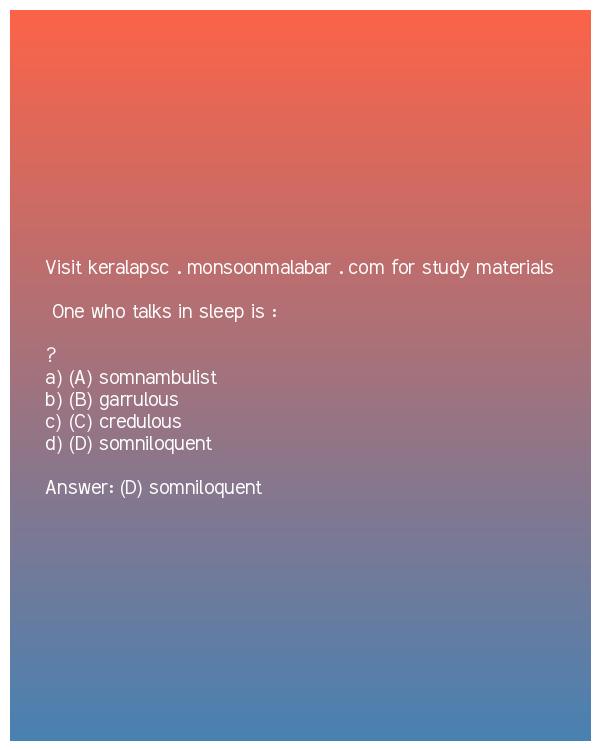 Visit keralapsc . monsoonmalabar . com for study materials
One who talks in sleep is :
?
a) (A) somnambulist
b) (B) garrulous
c) (C) credulous
d) (D) somniloquent
Answer: (D) somniloquent